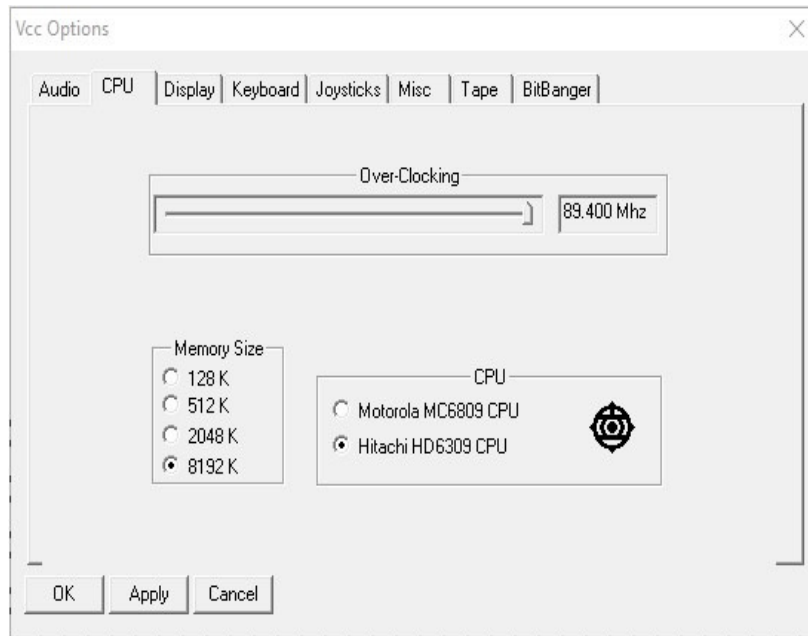 Vcc Options
Audio CPU Display Keyboard Joysticks Misc Tape BitBanger
Over-Clocking
89.400 Mhz
Memory Size
128 K
512 K
2048 K
8192 K
CPU
Motorola MC6809 CPU
Hitachi HD6309 CPU
OK Apply Cancel